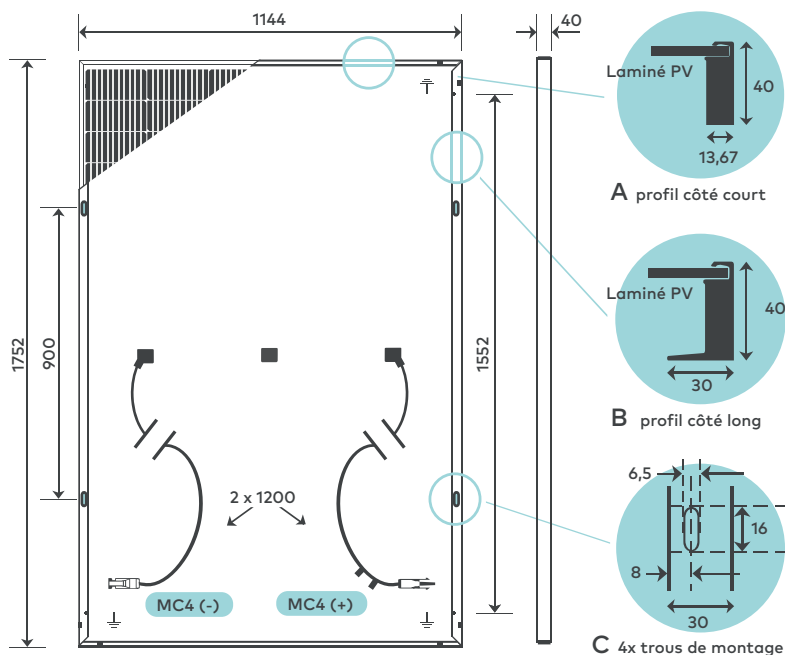 1144
40
Laminé PV
40
13,67
A profil côté court
1752
900
1552
Laminé PV
40
30
B profil côté long
2 x 1200
6,5
16
8
30
MC4 (-)
MC4 (+)
C 4x trous de montage